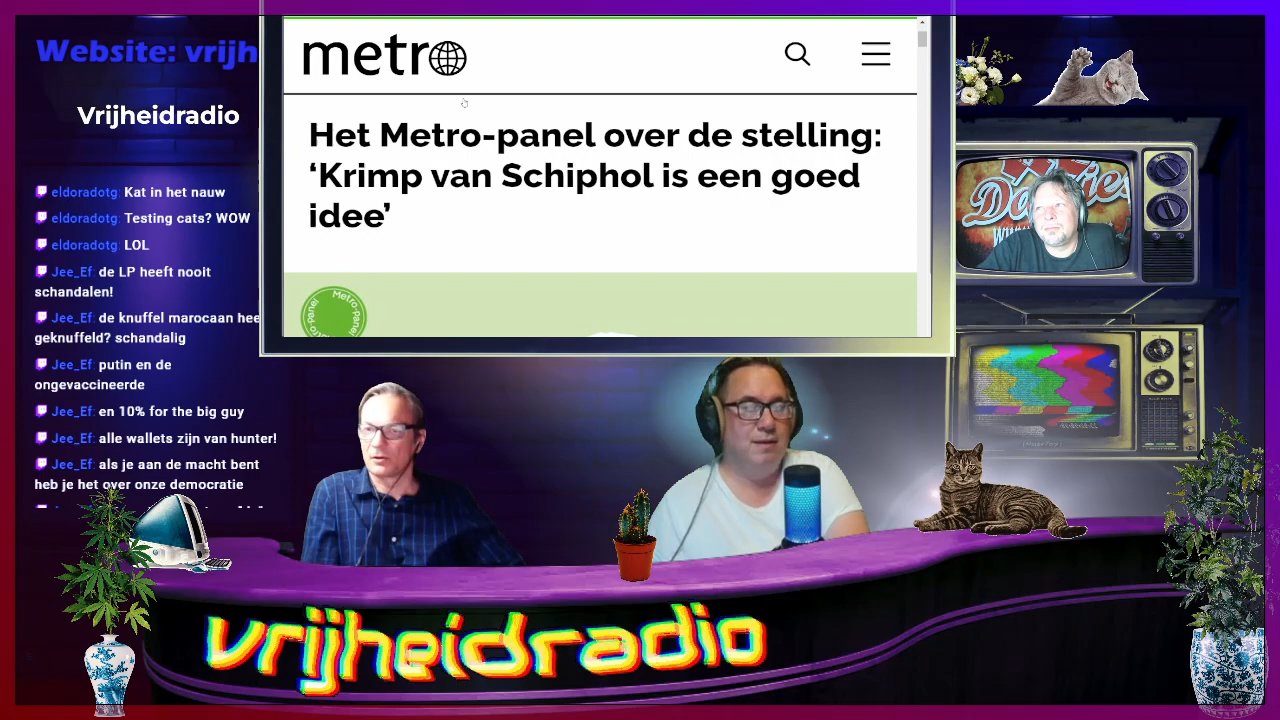 Website: vrijh
Vrijheidradio
eldoradotg: Kat in het nauw
eldoradotg: Testing cats? WOW
eldoradotg: LOL
Jee_Ef: de LP heeft nooit
schandalen!
Jee_Ef: de knuffel marocaan hee
geknuffeld? schandalig
Jee_Ef: putin en de
ongevaccineerde
Jee_Ef: en 10% for the big guy
Jee_Ef: alle wallets zijn van hunter!
Jee_Ef: als je aan de macht bent
heb je het over onze democratie
metro
Het Metro-panel over de stelling:
‘Krimp van Schiphol is een goed
idee’
Metro-Panel
vrijheidradio